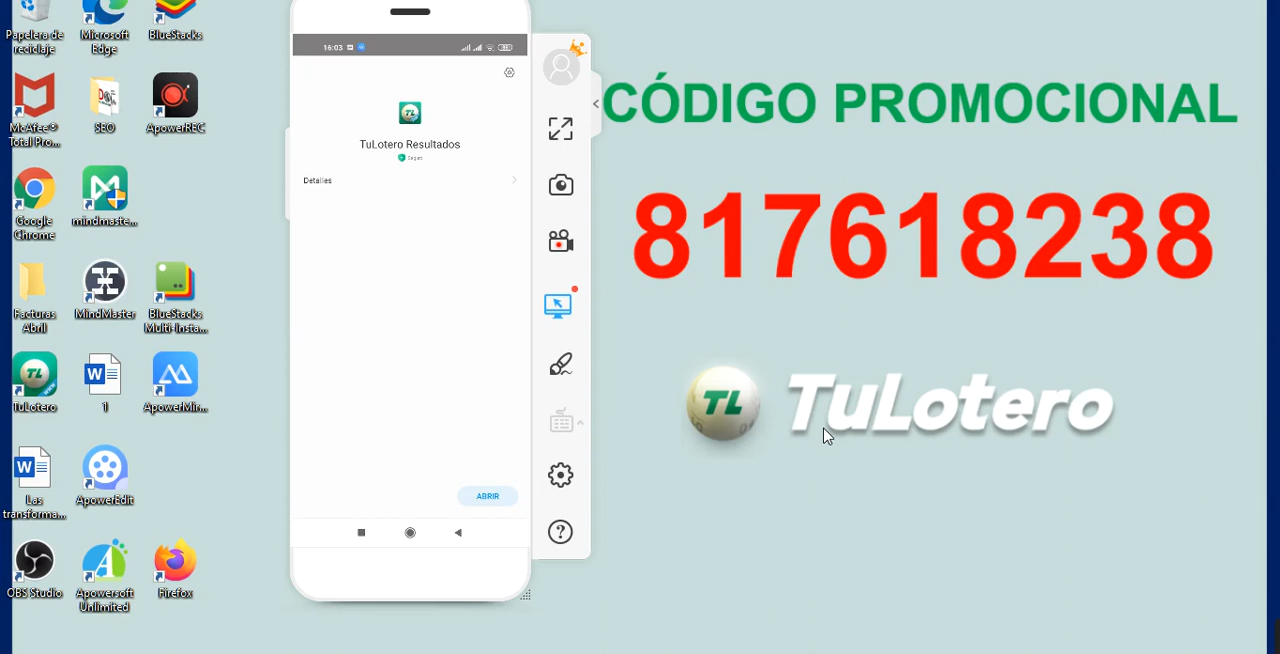 Papelera de
reciclaje
Microsoft
Edge
BlueStacks
McAfee®
Total Pro...
SEO
ApowerREC
Google
Chrome
mindmaste...
Facturas
Abril
MindMaster
BlueStacks
Multi-Insta...
TL
TuLotero
W
1
ApowerMir...
W
Las
transforma...
ApowerEdit
OBS Studio
Apowersoft
Unlimited
Firefox
16:03
TL
TuLotero Resultados
Detalles
ABRIR
CÓDIGO PROMOCIONAL
817618238
TL
TuLotero